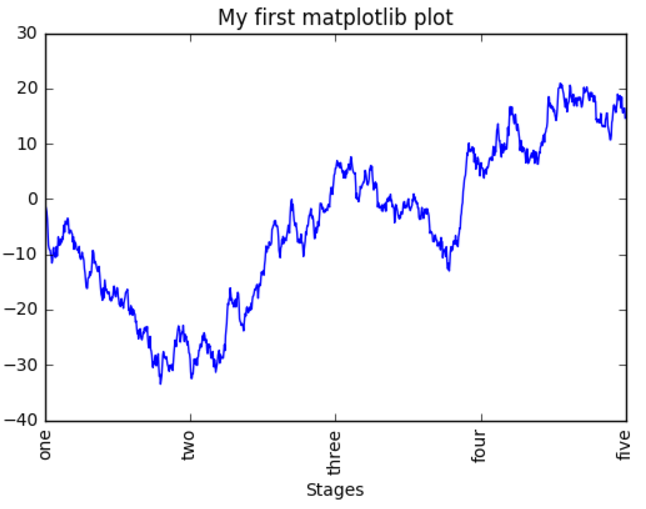 My first matplotlib plot
30
20
10
0
−10
−20
−30
−40
one
two
three
four
five
Stages